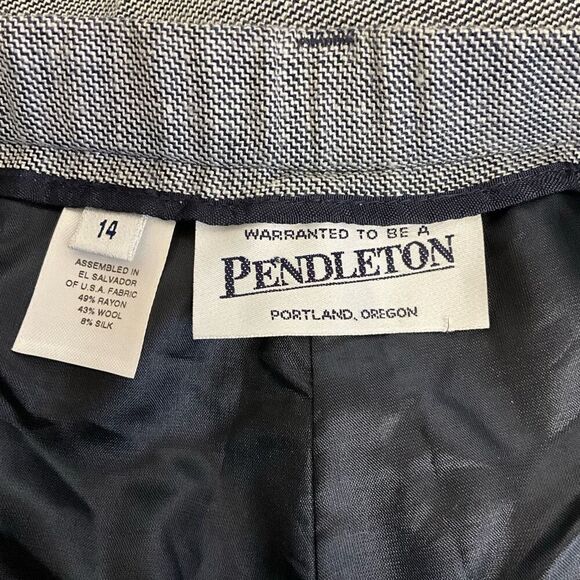 14
ASSEMBLED IN
EL SALVADOR
OF U.S.A. FABRIC
49% RAYON
43% WOOL
8% SILK
WARRANTED TO BE A
PENDLETON
PORTLAND, OREGON